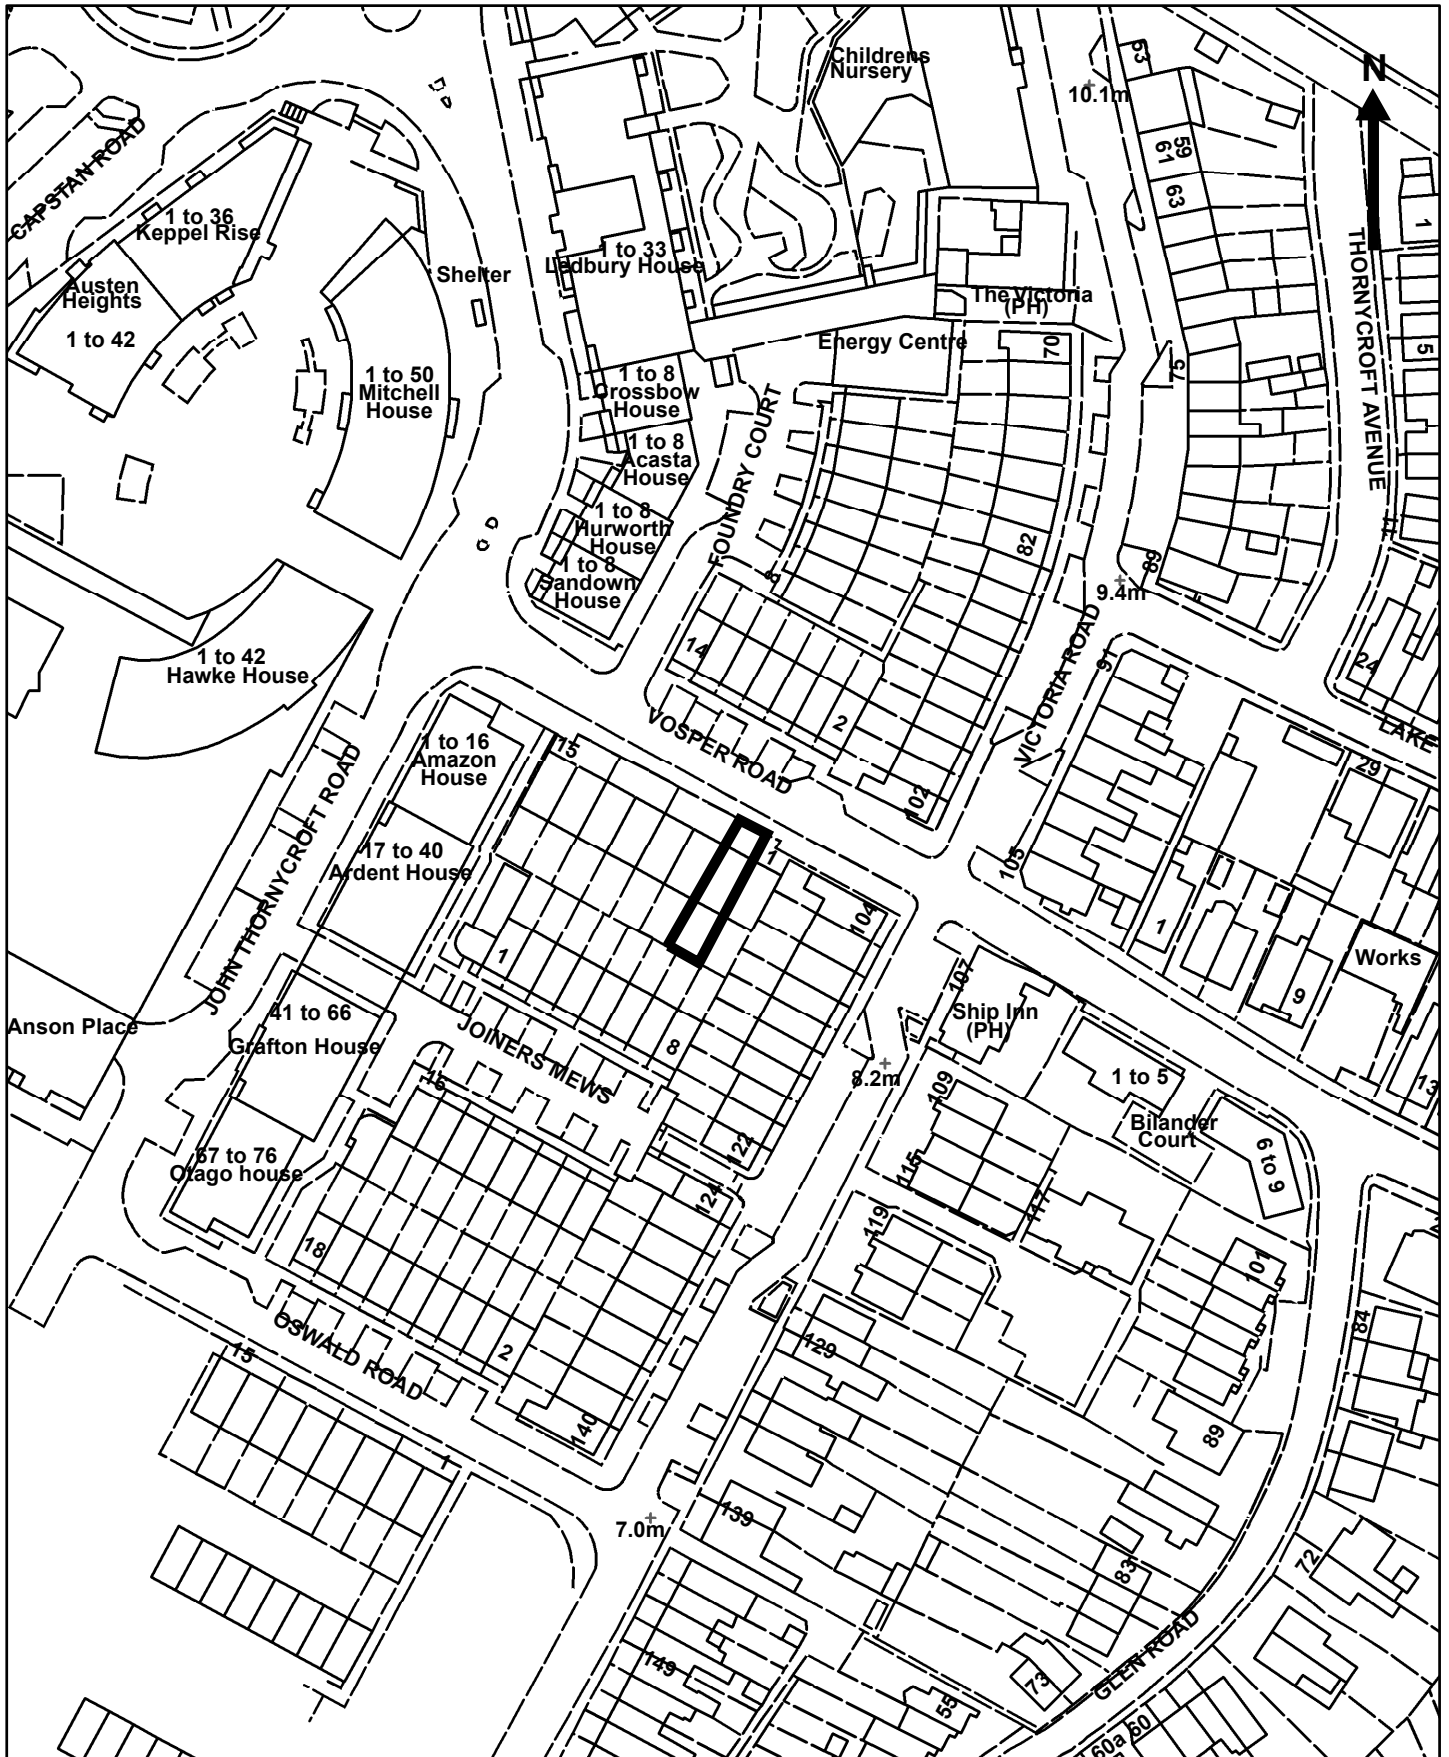 Childrens
Nursery
53
N
10.1m
CAPSTAN ROAD
59
61
63
1 to 36
Keppel Rise
1
THORNYCROFT AVENUE
1 to 33
Ledbury House
Shelter
Austen
Heights
1 to 42
The Victoria
(PH)
Energy Centre
70
5
75
1 to 50
Mitchell
House
1 to 8
Crossbow
House
FOUNDRY COURT
1 to 8
Acasta
House
1 to 8
Hurworth
House
11
82
1 to 8
Sandown
House
8
89
9.4m
14
1 to 42
Hawke House
VICTORIA ROAD
91
24
2
VOSPER ROAD
LAKE
1 to 16
Amazon
House
15
29
102
JOHN THORNYCROFT ROAD
17 to 40
Ardent House
7
1
105
104
1
1
Works
107
9
41 to 66
Grafton House
Ship Inn
(PH)
Anson Place
JOINERS MEWS
8
8.2m
16
109
1 to 5
13
Bilander
Court
6 to 9
122
67 to 76
Otago house
115
124
117
119
18
101
OSWALD ROAD
84
15
2
129
140
89
1
139
7.0m
83
72
149
GLEN ROAD
73
55
60
60a